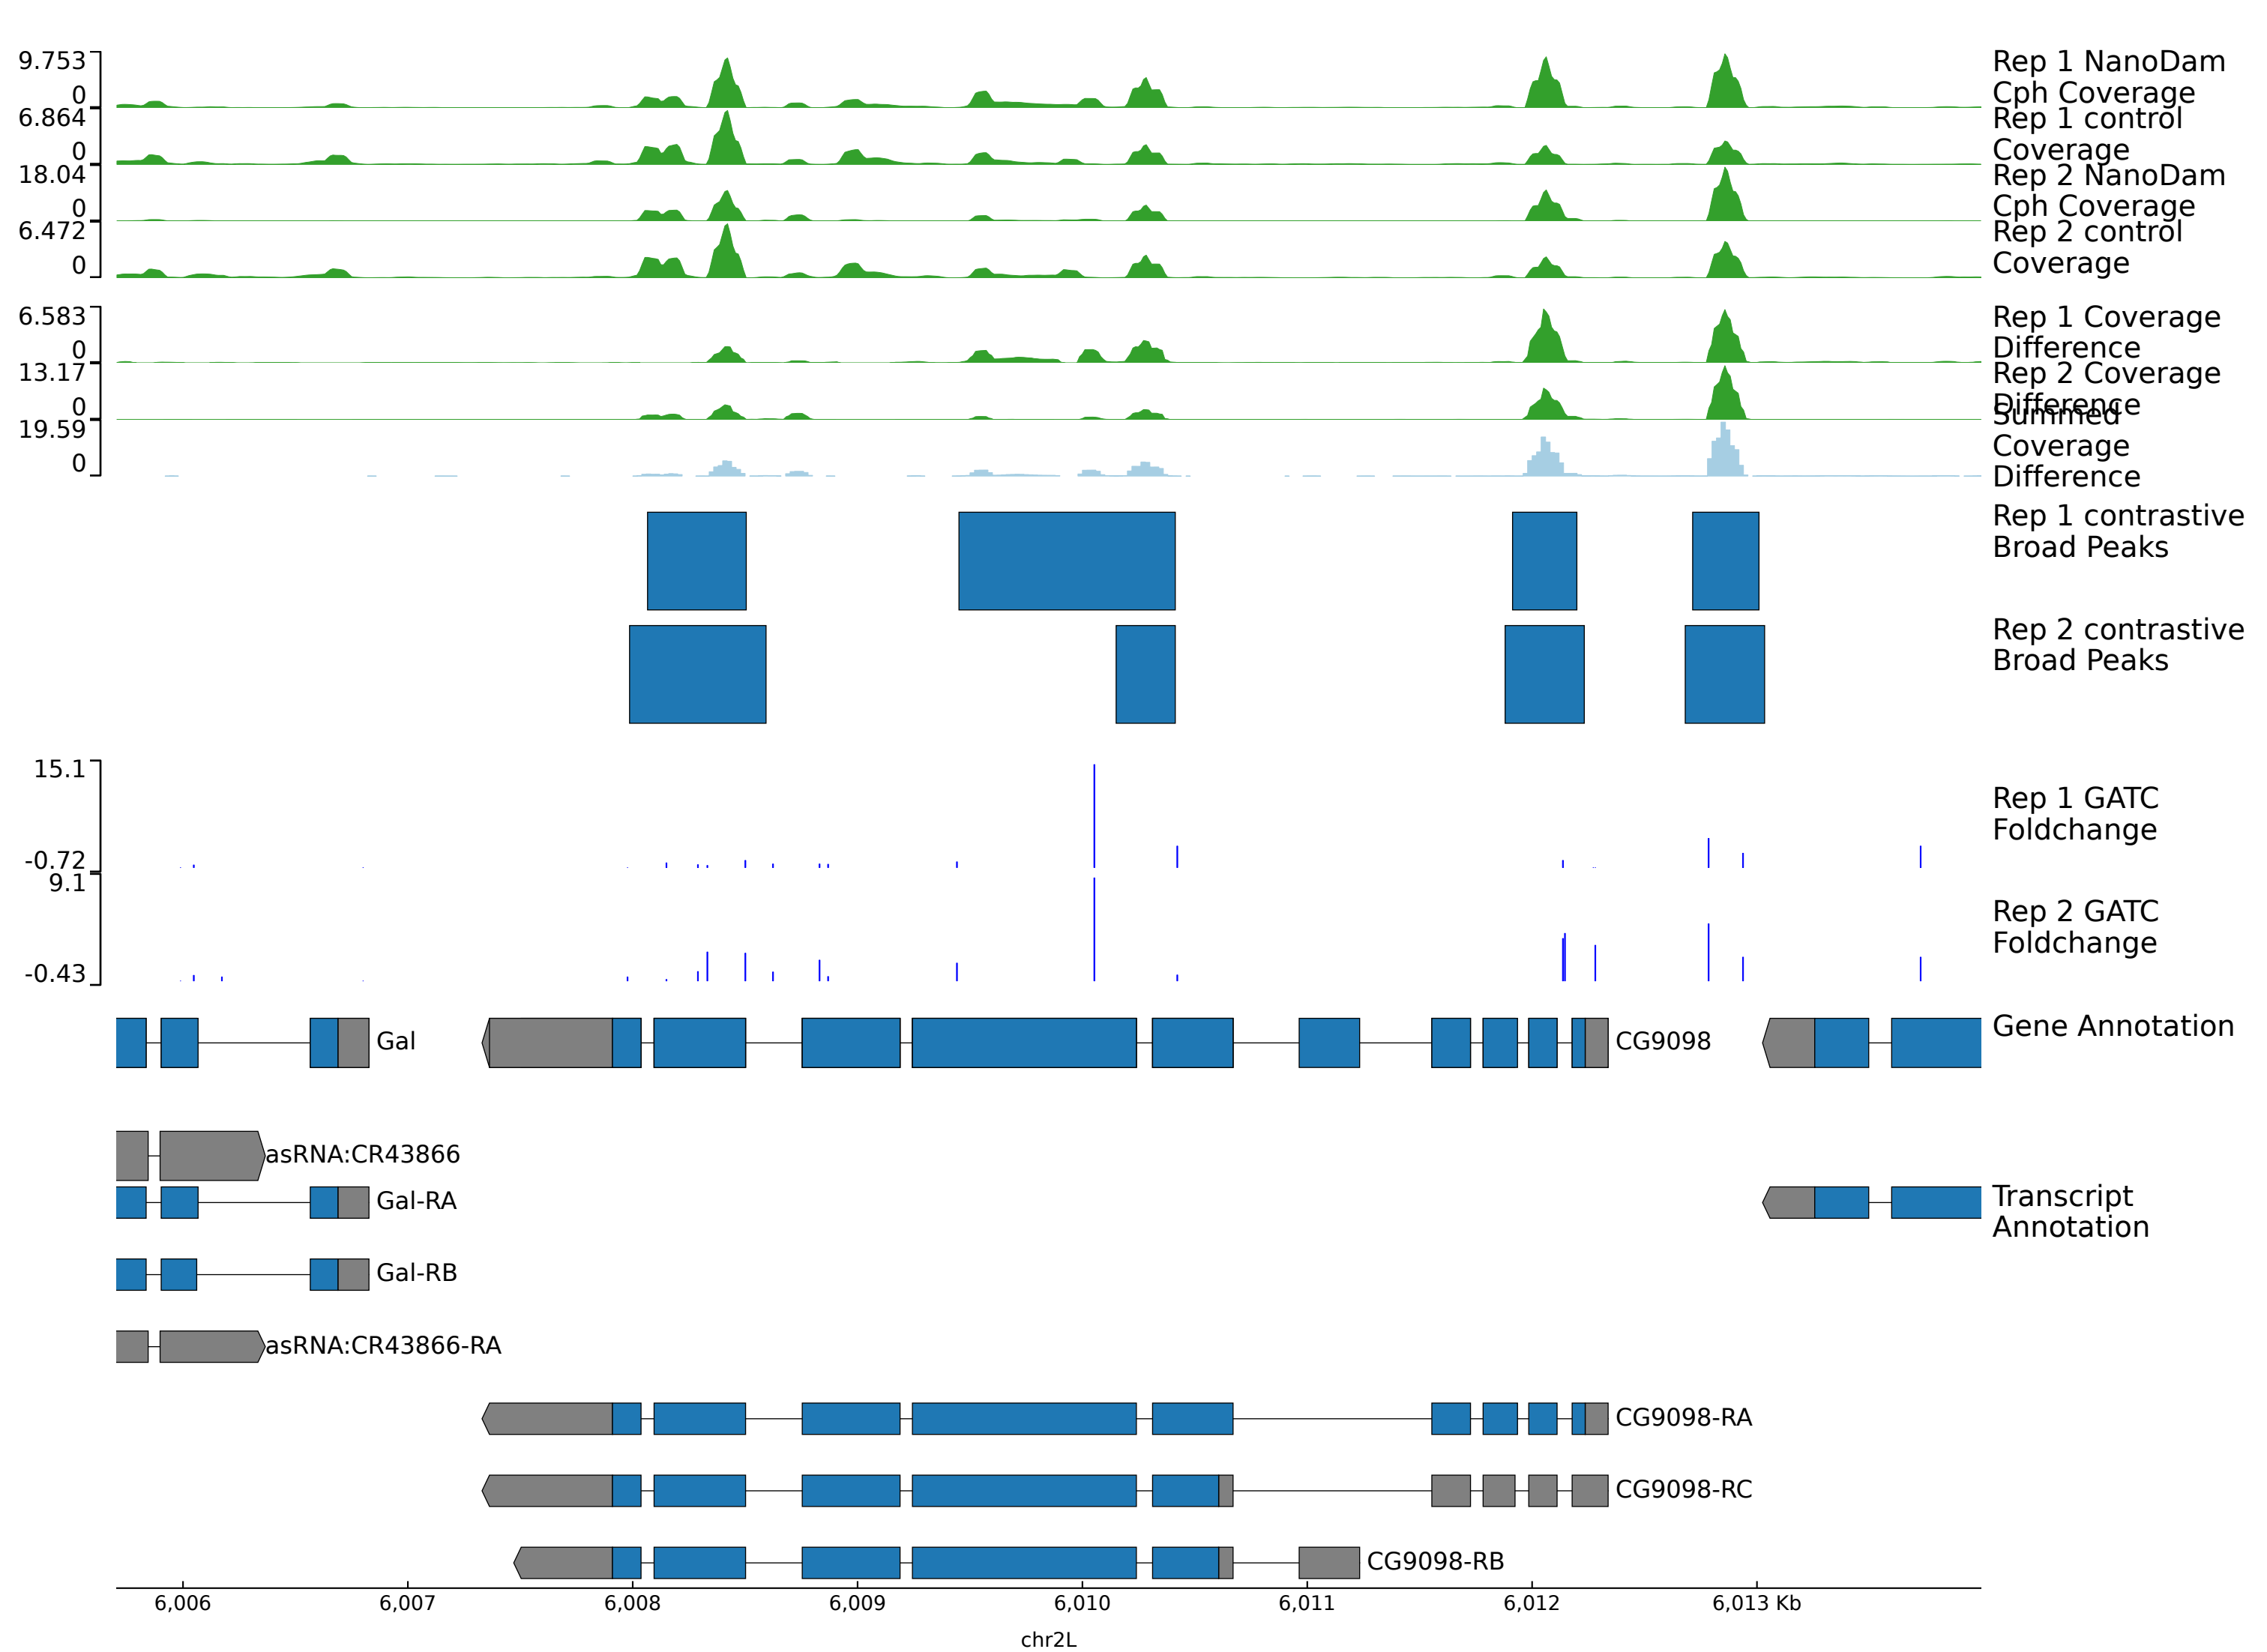 9.753
0
Rep 1 NanoDam
Cph Coverage
6.864
0
Rep 1 control
Coverage
18.04
0
Rep 2 NanoDam
Cph Coverage
6.472
0
Rep 2 control
Coverage
6.583
0
Rep 1 Coverage
Difference
13.17
0
Rep 2 Coverage
Difference
19.59
0
Summed
Coverage
Difference
Rep 1 contrastive
Broad Peaks
Rep 2 contrastive
Broad Peaks
15.1
-0.72
Rep 1 GATC
Foldchange
9.1
-0.43
Rep 2 GATC
Foldchange
Gal
CG9098
Gene Annotation
asRNA:CR43866
Gal-RA
Transcript
Annotation
Gal-RB
asRNA:CR43866-RA
CG9098-RA
CG9098-RC
CG9098-RB
6,006 6,007 6,008 6,009 6,010 6,011 6,012 6,013 Kb
chr2L